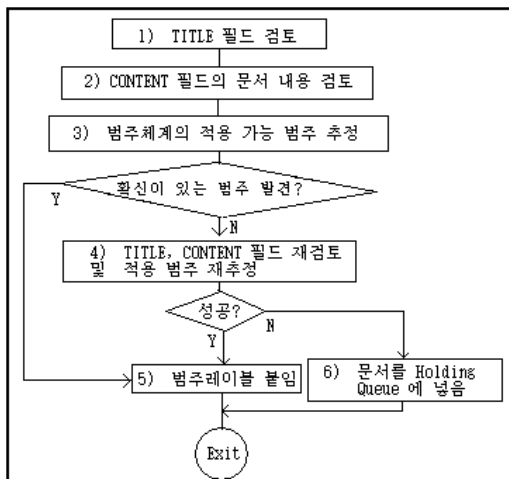 1) TITLE 필드 검토
2) CONTENT 필드의 문서 내용 검토
3) 범주체계의 적용 가능 범주 추정
확신이 있는 범주 발견?
Y
N
4) TITLE, CONTENT 필드 재검토
및 적용 범주 재추정
성공?
N
Y
5) 범주레이블 붙임
6) 문서를 Holding
Queue 에 넣음
Exit